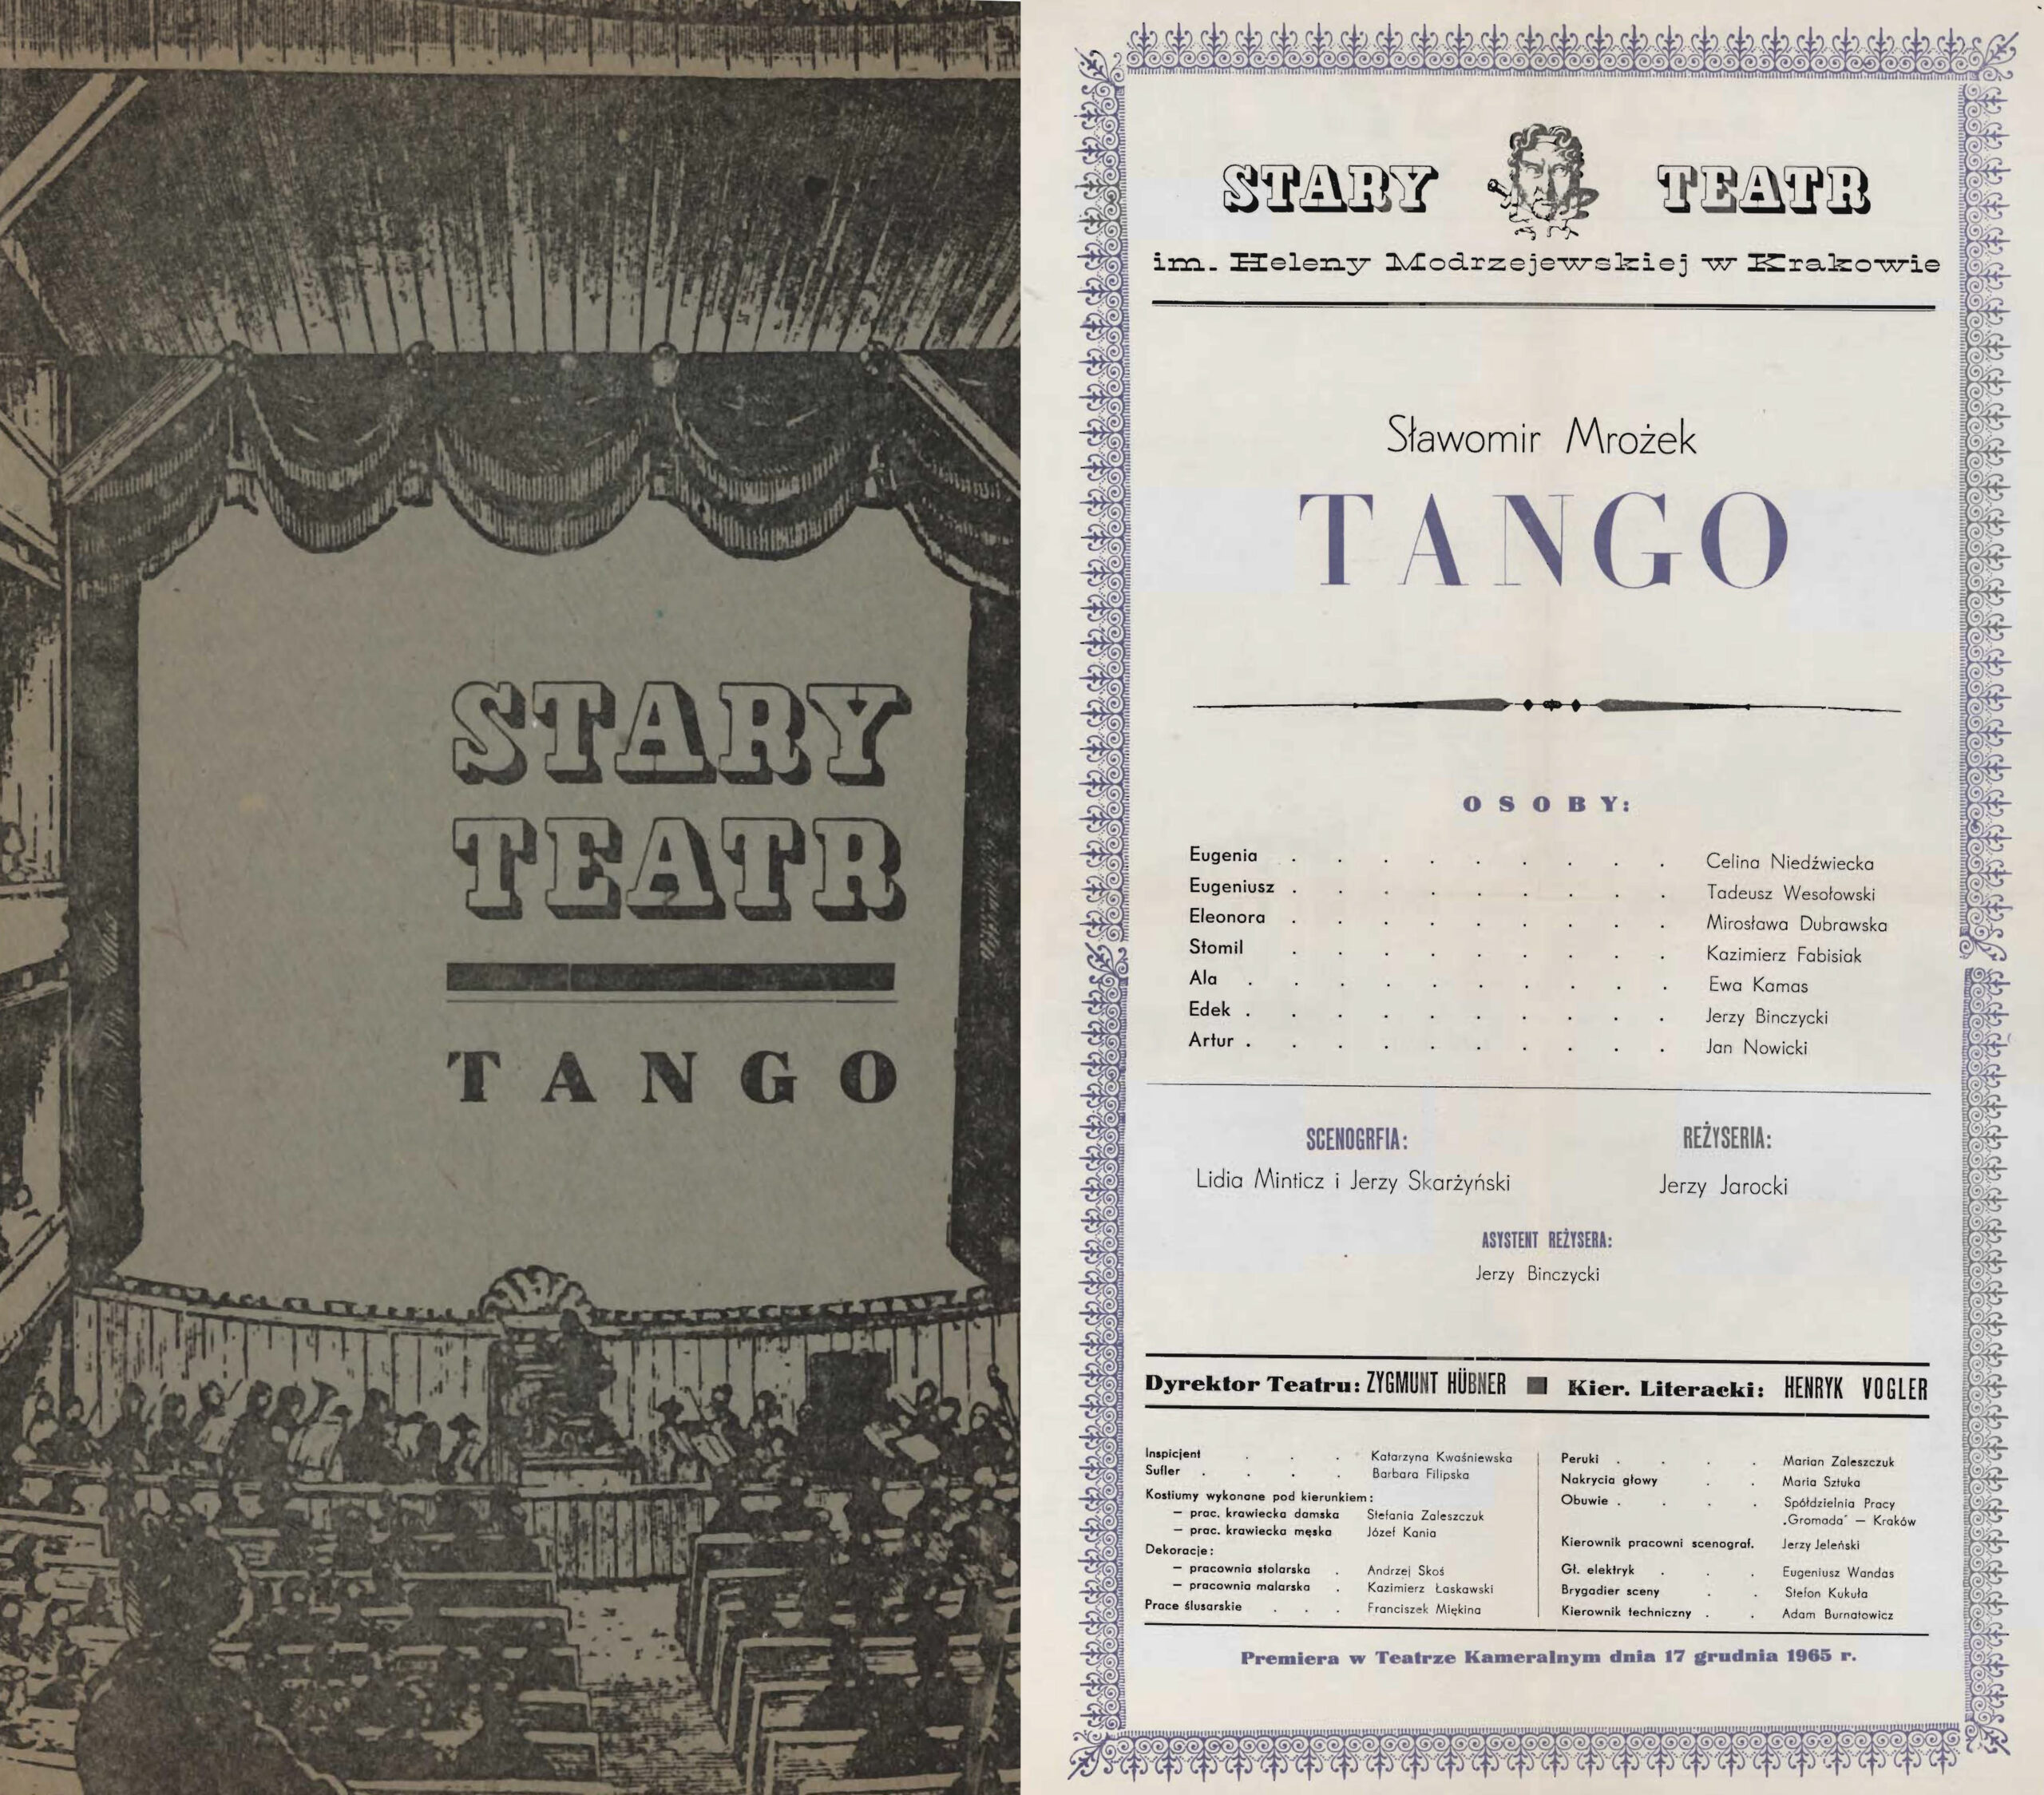 STARY
TEATR
TANGO
STARY TEATR
im. Heleny Modrzejewskiej w Krakowie
Sławomir Mrożek
TANGO
OSOBY:
Eugenia . . . . . . . . . Celina Niedźwiecka
Eugeniusz . . . . . . . . . Tadeusz Wesołowski
Eleonora . . . . . . . . . Mirosława Dubrawska
Stomil . . . . . . . . . Kazimierz Fabisiak
Ala . . . . . . . . . . Ewa Kamas
Edek . . . . . . . . . . Jerzy Binczycki
Artur . . . . . . . . . . Jan Nowicki
SCENOGRFIA: REŻYSERIA:
Lidia Minticz i Jerzy Skarżyński Jerzy Jarocki
ASYSTENT REŻYSERA:
Jerzy Binczycki
Dyrektor Teatru: ZYGMUNT HÜBNER ■ Kier. Literacki: HENRYK VOGLER
Inspicjent . . . Katarzyna Kwaśniewska
Sufler . . . . Barbara Filipska
Kostiumy wykonane pod kierunkiem:
— prac. krawiecka damska Stefania Zaleszczuk
— prac. krawiecka męska Józef Kania
Dekoracje:
— pracownia stolarska . Andrzej Skoś
— pracownia malarska . Kazimierz Łaskawski
Prace ślusarskie . . . Franciszek Miękina
Peruki . . . . Marian Zaleszczuk
Nakrycia głowy . . Maria Sztuka
Obuwie . . . . Spółdzielnia Pracy
„Gromada" — Kraków
Kierownik pracowni scenograf. Jerzy Jeleński
Gł. elektryk . . . Eugeniusz Wandas
Brygadier sceny . . Stefon Kukuła
Kierownik techniczny . . Adam Burnatowicz
Premiera w Teatrze Kameralnym dnia 17 grudnia 1965 r.